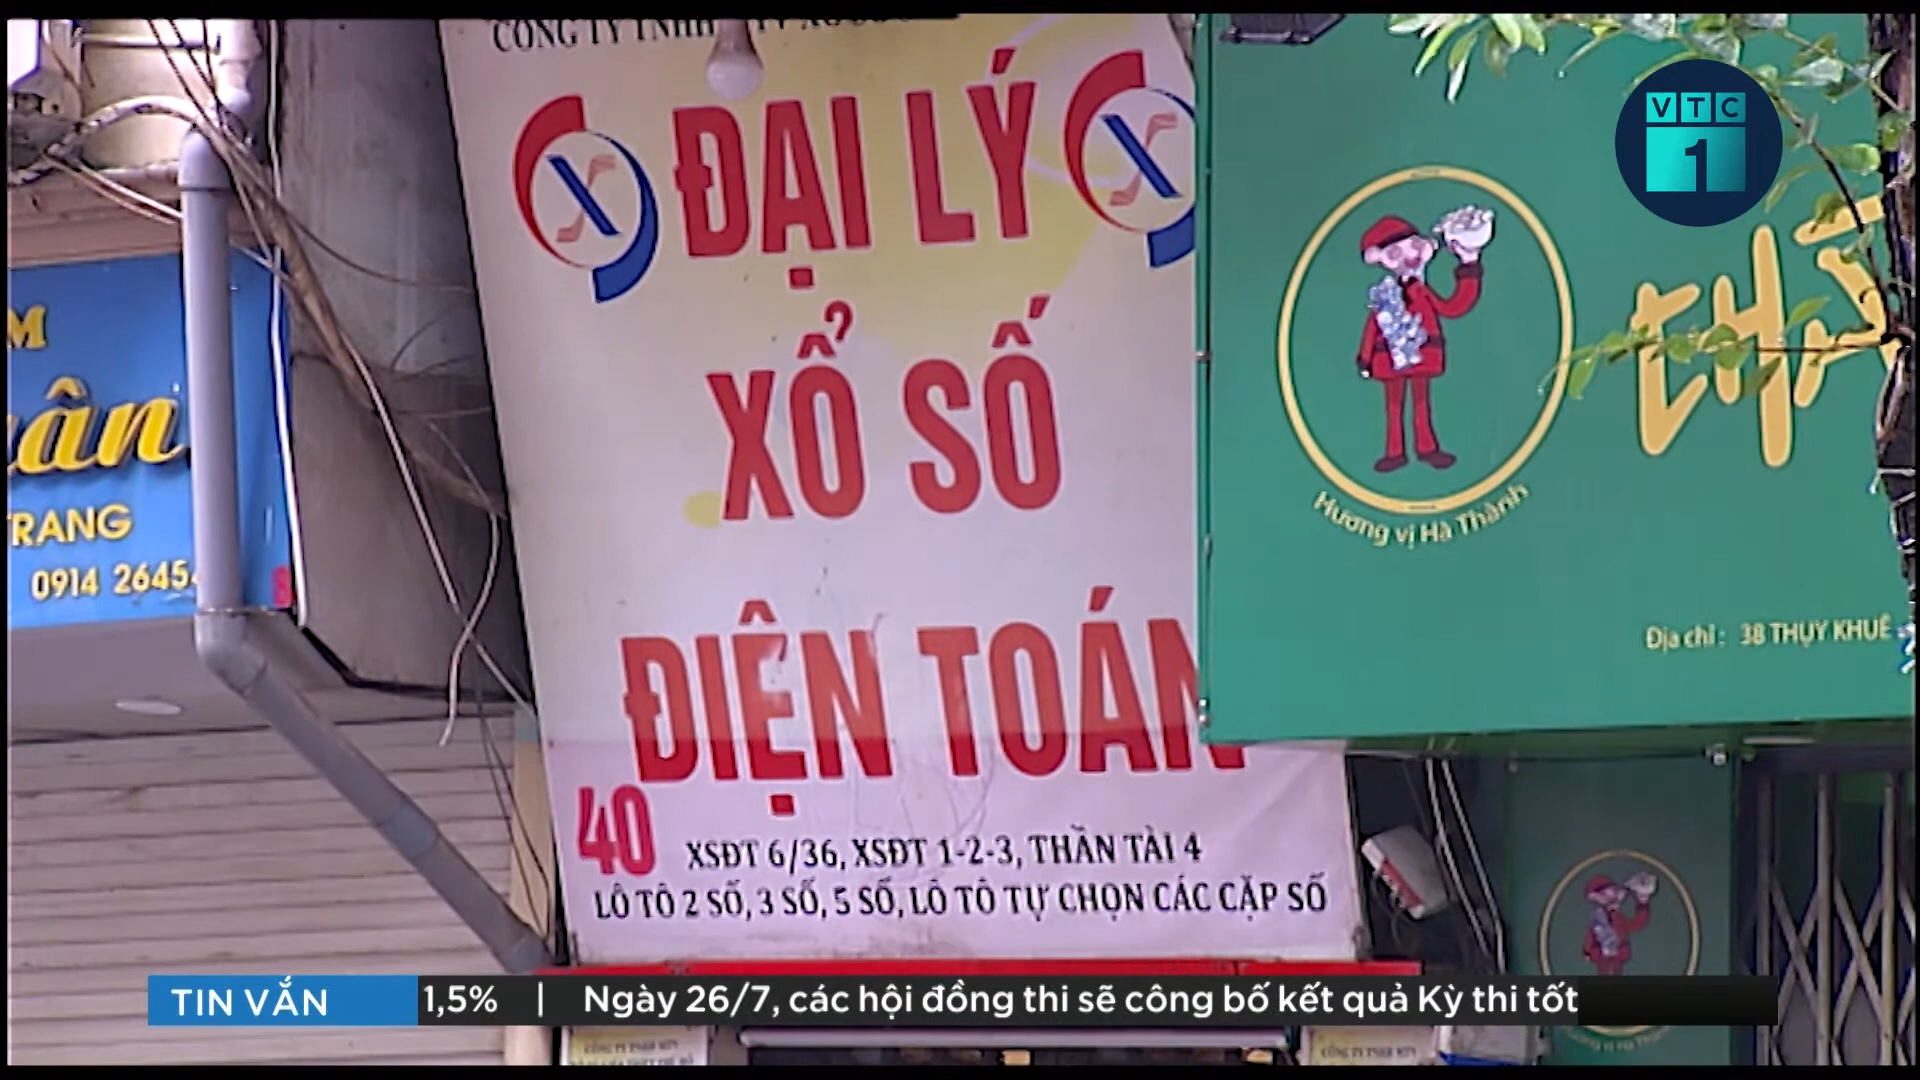 CÔNG TY TNHH
ĐẠI LÝ
XỔ SỐ
ĐIỆN TOÁN
40
XSĐT 6/36, XSĐT 1-2-3, THẦN TÀI 4
LÔ TÔ 2 SỐ, 3 SỐ, 5 SỐ, LÔ TÔ TỰ CHỌN CÁC CẶP SỐ
RANG
0914 2645
VTC
1
Hương vị Hà Thành
Địa chỉ : 38 THỤY KHUÊ
TIN VẮN
1,5% | Ngày 26/7, các hội đồng thi sẽ công bố kết quả Kỳ thi tốt